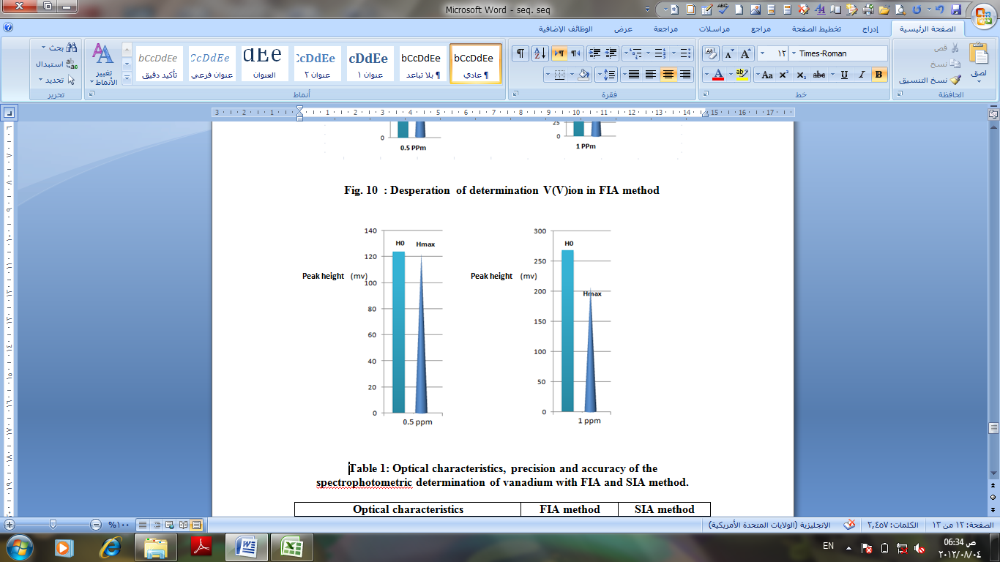 Microsoft Word - seq. seq
الصفحة الرئيسية إدراج تخطيط الصفحة مراجع مراسلات مراجعة عرض الوظائف الإضافية
لصق
قص
نسخ
نسخ التنسيق
الحافظة
Times-Roman ١٢
خط
فقرة
bCcDdEe عادي ¶
bCcDdEe بلا تباعد ¶
cDdEe عنوان ١
CcDdEe عنوان ٢
dEe العنوان
CcDdEe عنوان فرعي
bCcDdEe تأكيد دقيق
تغيير الأنماط
أنماط
بحث
استبدال
تحديد
تحرير
3 2 1 1 2 3 4 5 6 7 8 9 10 11 12 13 14 15 16 17
25
0 0
0.5 PPm 1 PPm
Fig. 10 : Desperation of determination V(V)ion in FIA method
140
120
100
80
60
40
20
0
H0 Hmax
Peak height (mv)
0.5 ppm
300
250
200
150
100
50
0
H0
Hmax
Peak height (mv)
1 ppm
Table 1: Optical characteristics, precision and accuracy of the
spectrophotometric determination of vanadium with FIA and SIA method.
Optical characteristics FIA method SIA method
الصفحة: ١٢ من ١٣ الكلمات: ٢,٤٥٧ الإنجليزية (الولايات المتحدة الأمريكية)
١٠٠%
EN
06:34 ص
٢٠١٢/٠٨/٠٤